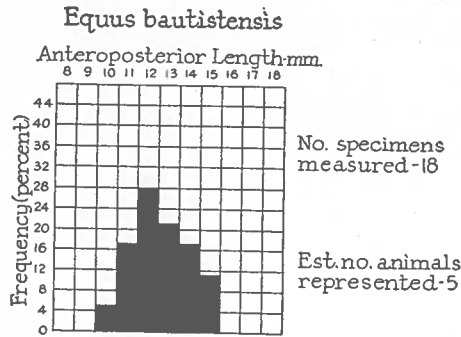 Equus bautistensis
Anteroposterior Length-mm.
8 9 10 11 12 13 14 15 16 17 18
Frequency(percent)
44
40
36
32
28
24
20
16
12
8
4
0
No. specimens
measured-18
Est. no. animals
represented-5